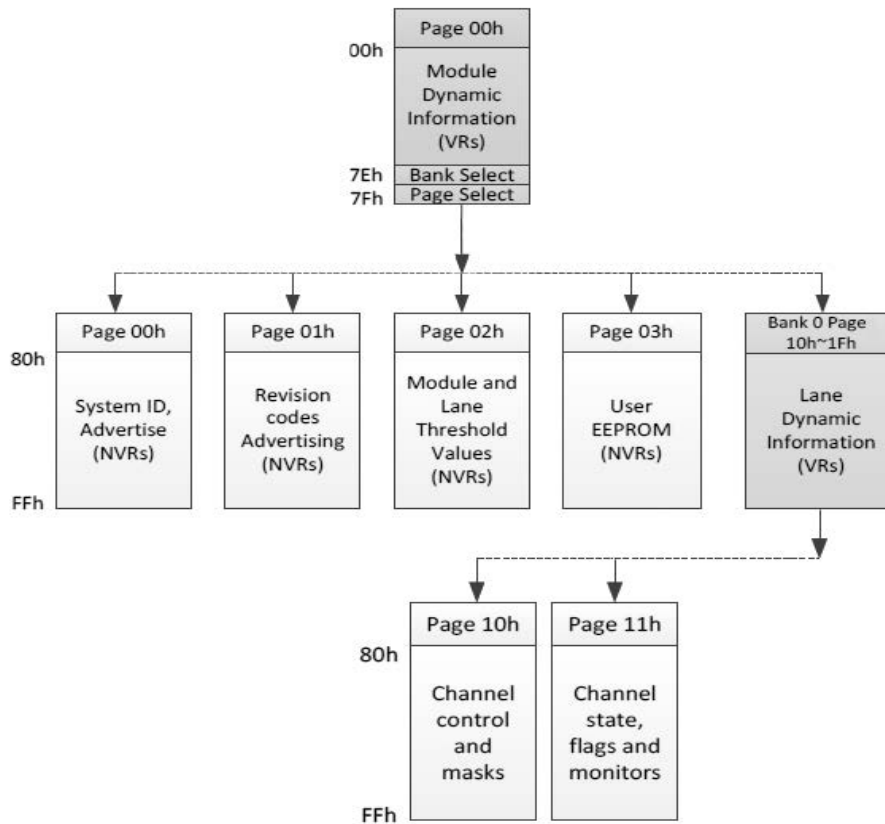 Page 00h
00h
Module
Dynamic
Information
(VRs)
7Eh
Bank Select
7Fh
Page Select
Page 00h
Page 01h
Page 02h
Page 03h
Bank 0 Page
10h~1Fh
80h
System ID,
Advertise
(NVRs)
Revision
codes
Advertising
(NVRs)
Module and
Lane
Threshold
Values
(NVRs)
User
EEPROM
(NVRs)
Lane
Dynamic
Information
(VRs)
FFh
Page 10h
Page 11h
80h
Channel
control
and
masks
Channel
state,
flags and
monitors
FFh